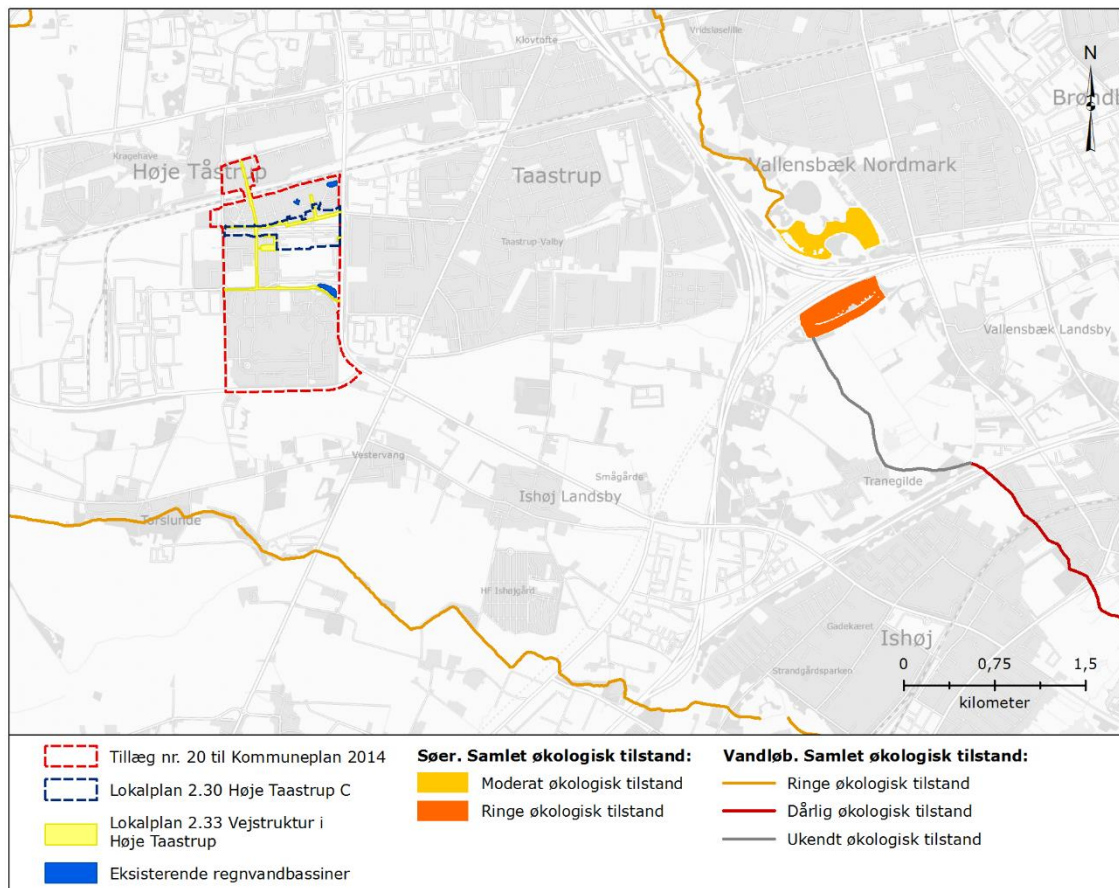 Vridsløselille
Klovtofte
N
Brøndb
Krogehave
Høje Tåstrup
Taastrup
Vallensbæk Nordmark
Taastrup-Valby
Vallensbæk Landsby
Vestervang
Smågårde
Tranegilde
Ishøj Landsby
Torslunde
HF Ishøjgård
Gadekæret
Ishøj
Strandgårdsparken
0 0,75 1,5
kilometer
Tillæg nr. 20 til Kommuneplan 2014
Lokalplan 2.30 Høje Taastrup C
Lokalplan 2.33 Vejstruktur i
Høje Taastrup
Eksisterende regnvandbassiner
Søer. Samlet økologisk tilstand:
Moderat økologisk tilstand
Ringe økologisk tilstand
Vandløb. Samlet økologisk tilstand:
Ringe økologisk tilstand
Dårlig økologisk tilstand
Ukendt økologisk tilstand